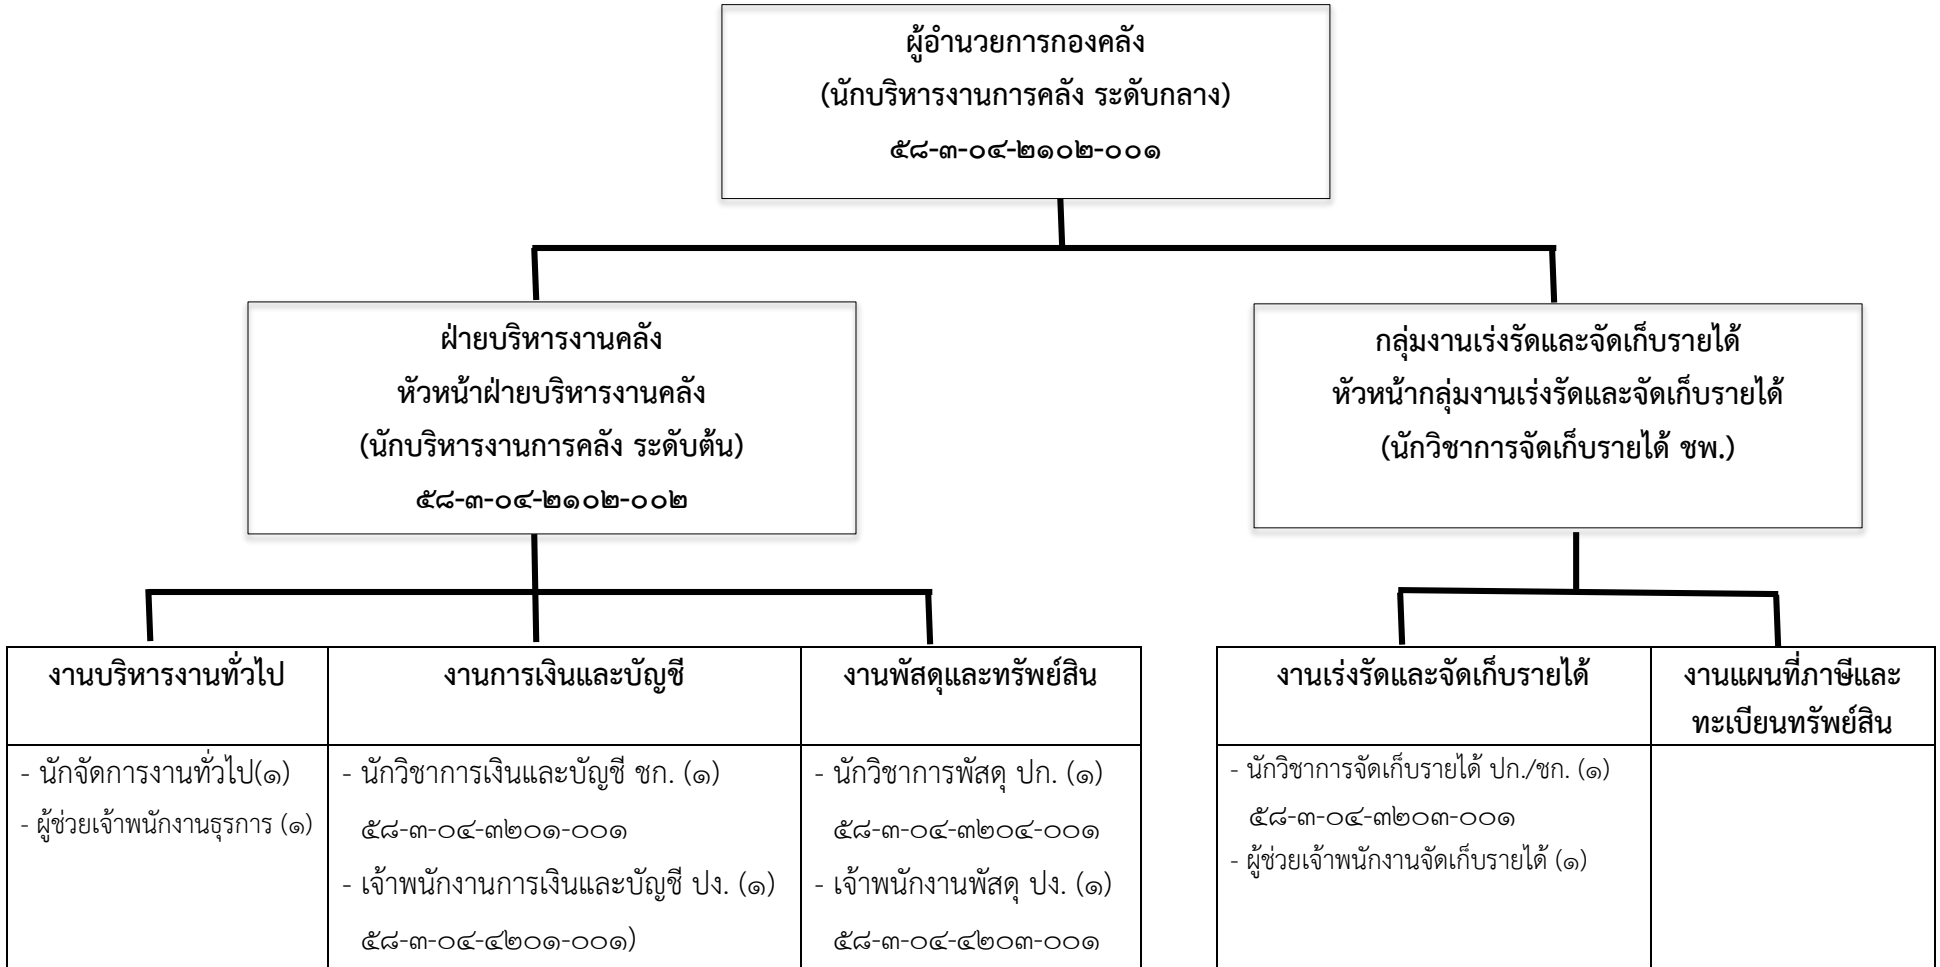 ผู้อำนวยการกองคลัง
(นักบริหารงานการคลัง ระดับกลาง)
๕๘-๓-๐๔-๒๑๐๒-๐๐๑
ฝ่ายบริหารงานคลัง
หัวหน้าฝ่ายบริหารงานคลัง
(นักบริหารงานการคลัง ระดับต้น)
๕๘-๓-๐๔-๒๑๐๒-๐๐๒
กลุ่มงานเร่งรัดและจัดเก็บรายได้
หัวหน้ากลุ่มงานเร่งรัดและจัดเก็บรายได้
(นักวิชาการจัดเก็บรายได้ ชพ.)
งานบริหารงานทั่วไป
- นักจัดการงานทั่วไป(๑)
- ผู้ช่วยเจ้าพนักงานธุรการ (๑)
งานการเงินและบัญชี
- นักวิชาการเงินและบัญชี ชก. (๑)
๕๘-๓-๐๔-๓๒๐๑-๐๐๑
- เจ้าพนักงานการเงินและบัญชี ปง. (๑)
๕๘-๓-๐๔-๔๒๐๑-๐๐๑)
งานพัสดุและทรัพย์สิน
- นักวิชาการพัสดุ ปก. (๑)
๕๘-๓-๐๔-๓๒๐๔-๐๐๑
- เจ้าพนักงานพัสดุ ปง. (๑)
๕๘-๓-๐๔-๔๒๐๓-๐๐๑
งานเร่งรัดและจัดเก็บรายได้
- นักวิชาการจัดเก็บรายได้ ปก./ชก. (๑)
๕๘-๓-๐๔-๓๒๐๓-๐๐๑
- ผู้ช่วยเจ้าพนักงานจัดเก็บรายได้ (๑)
งานแผนที่ภาษีและ
ทะเบียนทรัพย์สิน